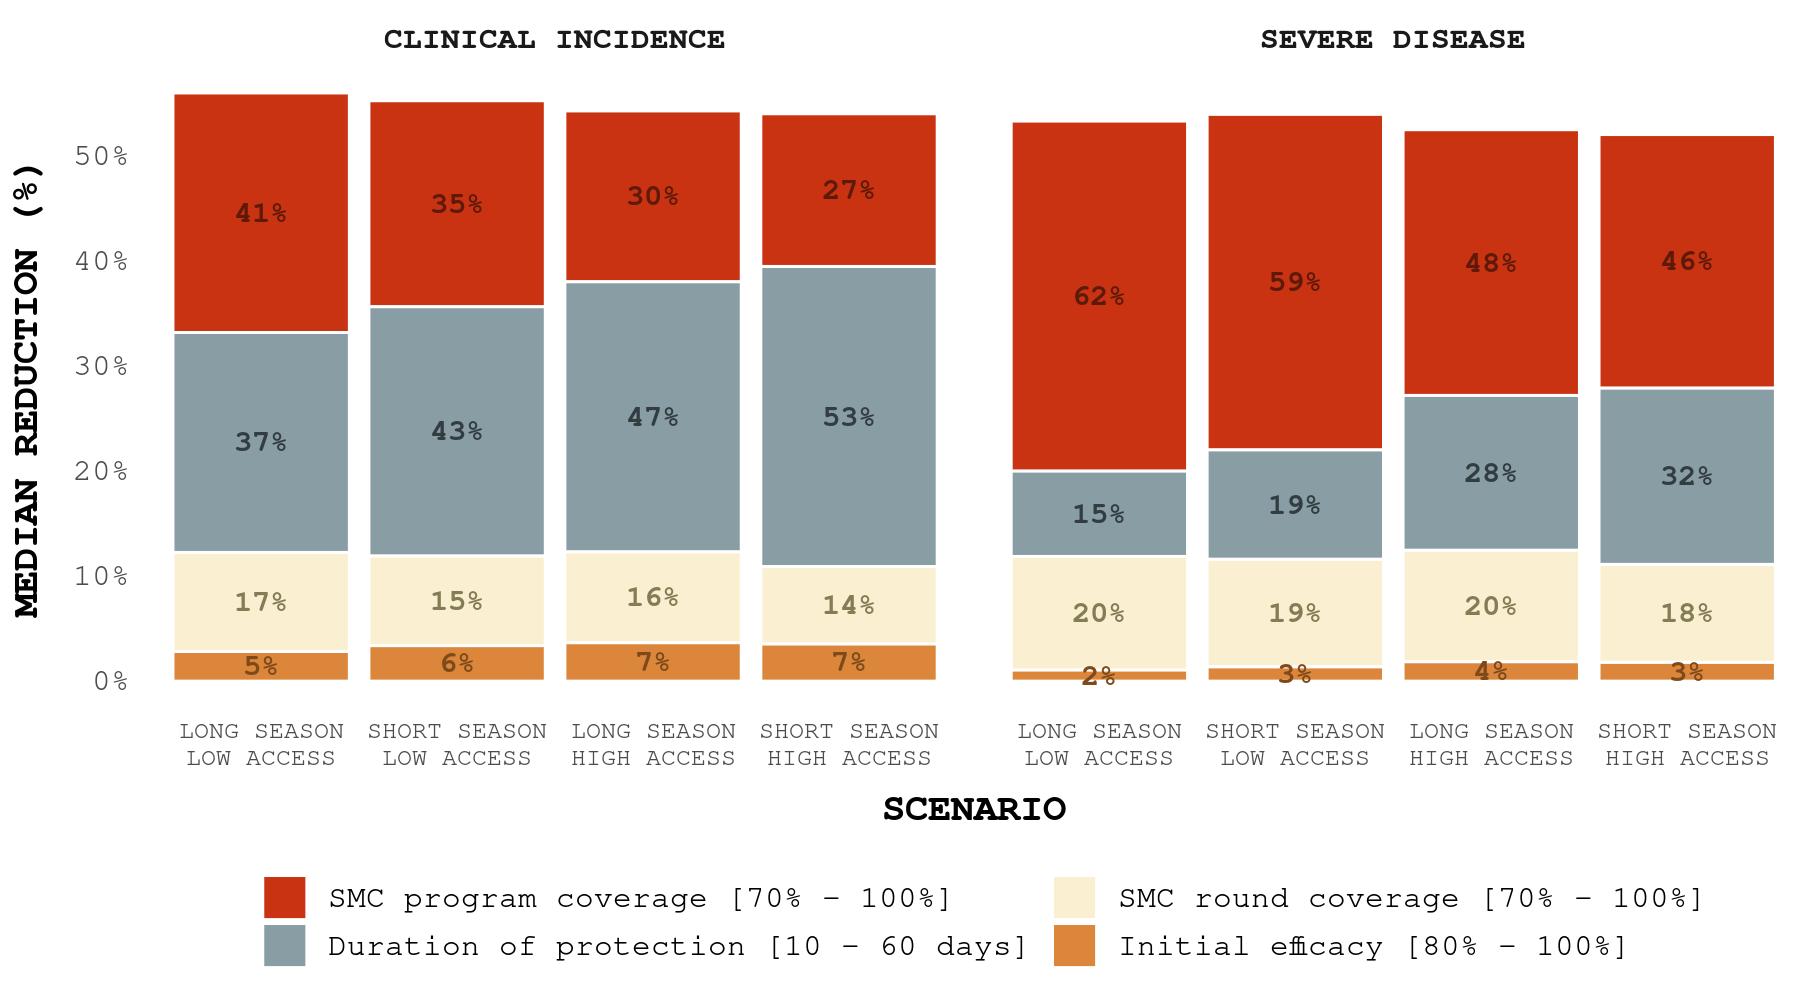 CLINICAL INCIDENCE
SEVERE DISEASE
MEDIAN REDUCTION (%)
50%
40%
30%
20%
10%
0%
41%
35%
30%
27%
37%
43%
47%
53%
17%
15%
16%
14%
5%
6%
7%
7%
62%
59%
48%
46%
15%
19%
28%
32%
20%
19%
20%
18%
2%
3%
4%
3%
LONG SEASON
LOW ACCESS
SHORT SEASON
LOW ACCESS
LONG SEASON
HIGH ACCESS
SHORT SEASON
HIGH ACCESS
LONG SEASON
LOW ACCESS
SHORT SEASON
LOW ACCESS
LONG SEASON
HIGH ACCESS
SHORT SEASON
HIGH ACCESS
SCENARIO
SMC program coverage [70% – 100%]
Duration of protection [10 – 60 days]
SMC round coverage [70% – 100%]
Initial efficacy [80% – 100%]